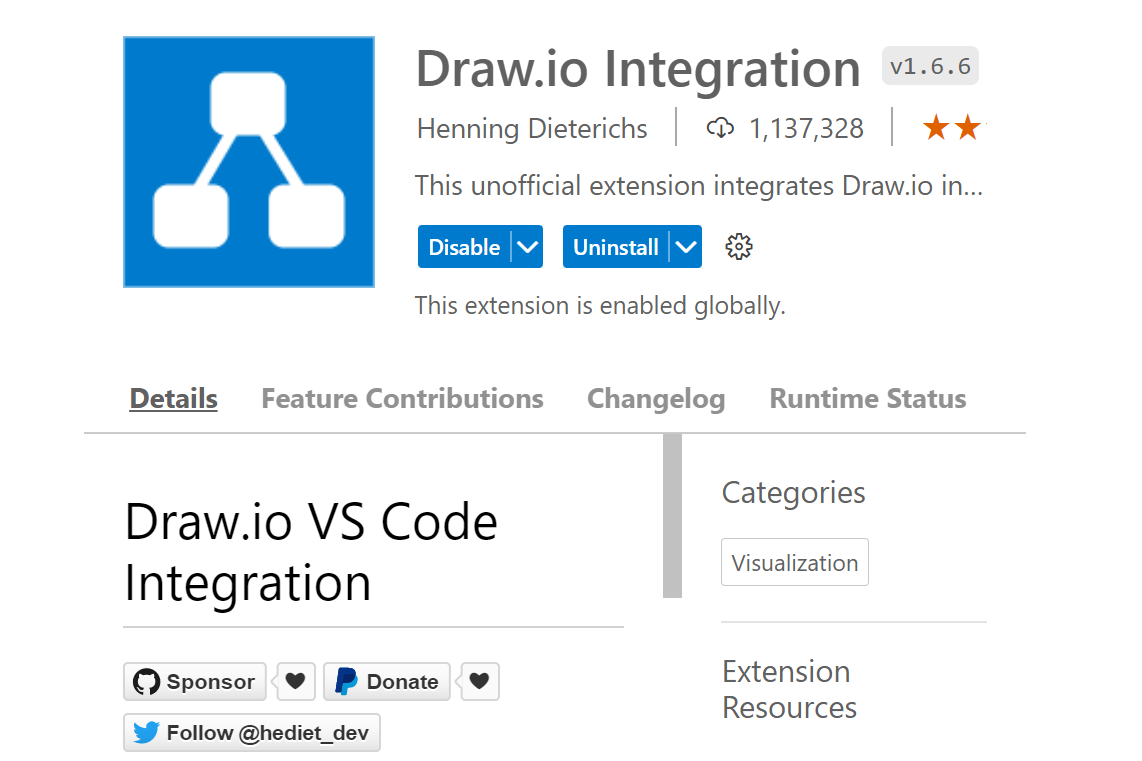 Draw.io Integration v1.6.6
Henning Dieterichs 1,137,328
This unofficial extension integrates Draw.io in...
Disable Uninstall
This extension is enabled globally.
Details Feature Contributions Changelog Runtime Status
Draw.io VS Code
Integration
Sponsor Donate
Follow @hediet_dev
Categories
Visualization
Extension
Resources